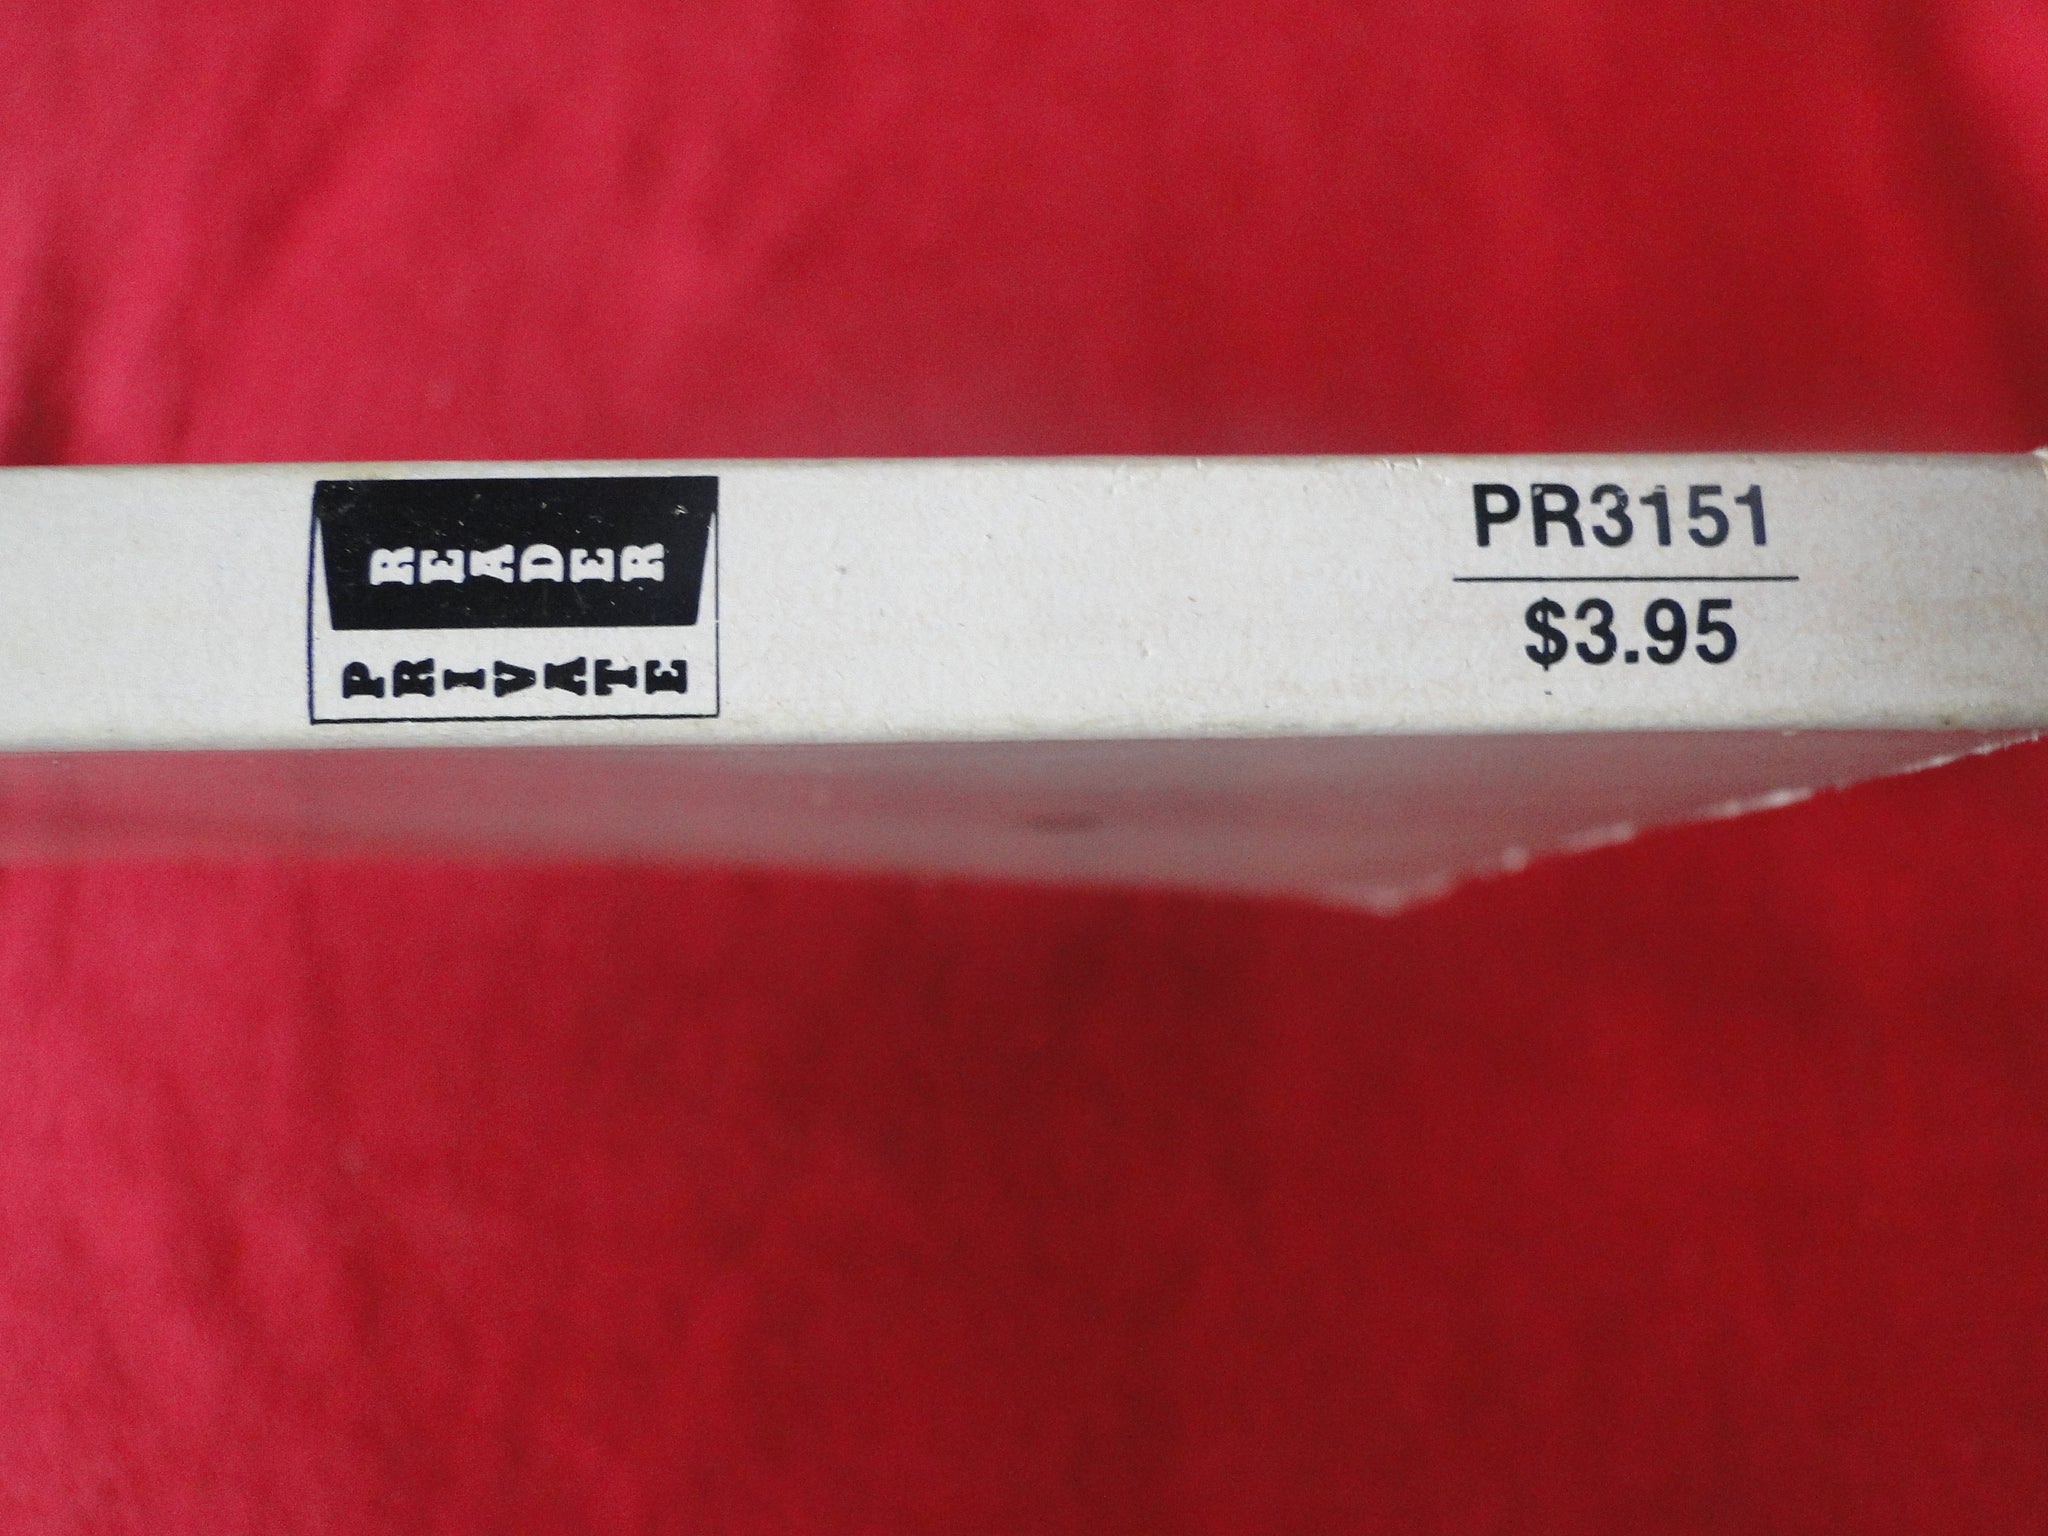 READER
PRIVATE
PR3151
$3.95